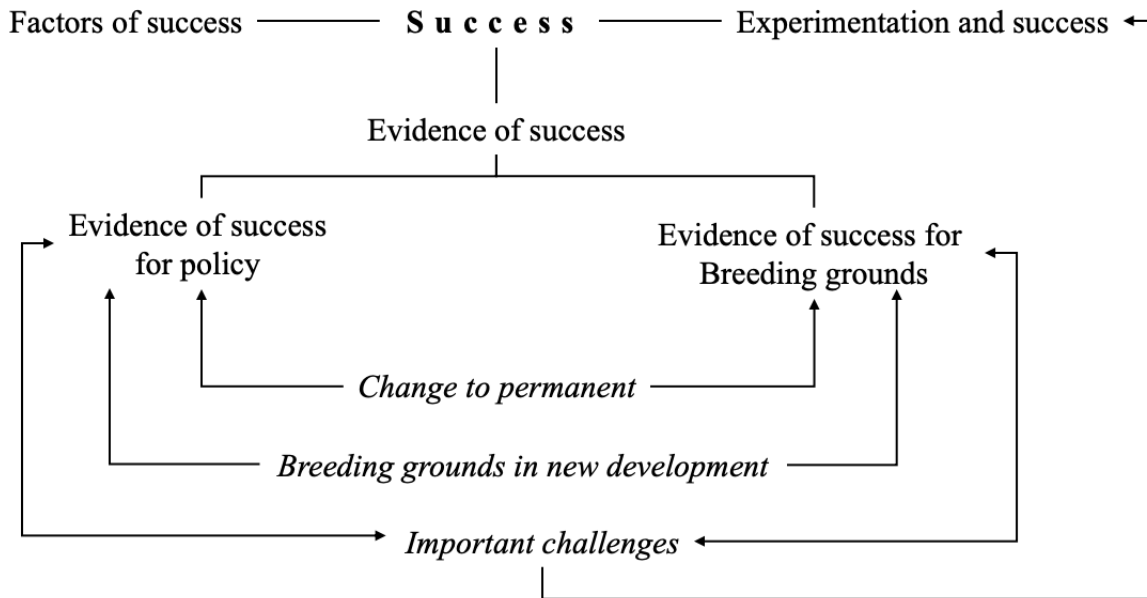 Factors of success
Success
Experimentation and success
Evidence of success
Evidence of success
for policy
Evidence of success for
Breeding grounds
Change to permanent
Breeding grounds in new development
Important challenges